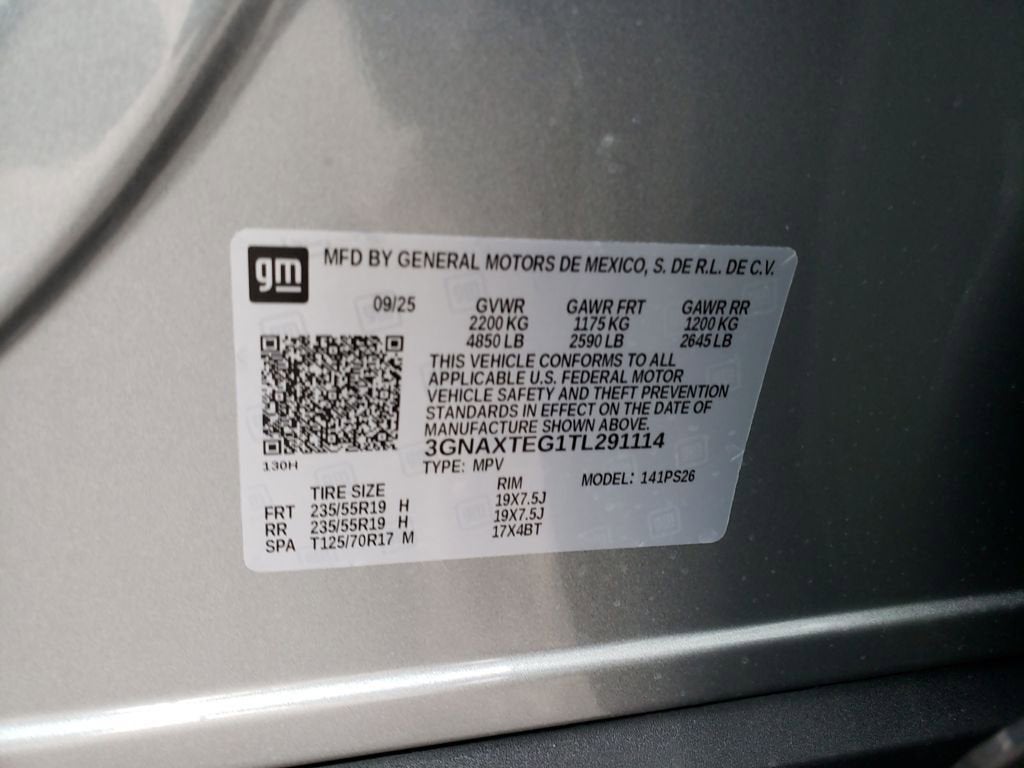 gm
MFD BY GENERAL MOTORS DE MEXICO, S. DE R.L. DE C.V.
09/25 GVWR GAWR FRT GAWR RR
2200 KG 1175 KG 1200 KG
4850 LB 2590 LB 2645 LB
THIS VEHICLE CONFORMS TO ALL
APPLICABLE U.S. FEDERAL MOTOR
VEHICLE SAFETY AND THEFT PREVENTION
STANDARDS IN EFFECT ON THE DATE OF
MANUFACTURE SHOWN ABOVE.
3GNAXTEG1TL291114
130H
TYPE: MPV MODEL: 141PS26
TIRE SIZE RIM
FRT 235/55R19 H 19X7.5J
RR 235/55R19 H 19X7.5J
SPA T125/70R17 M 17X4BT